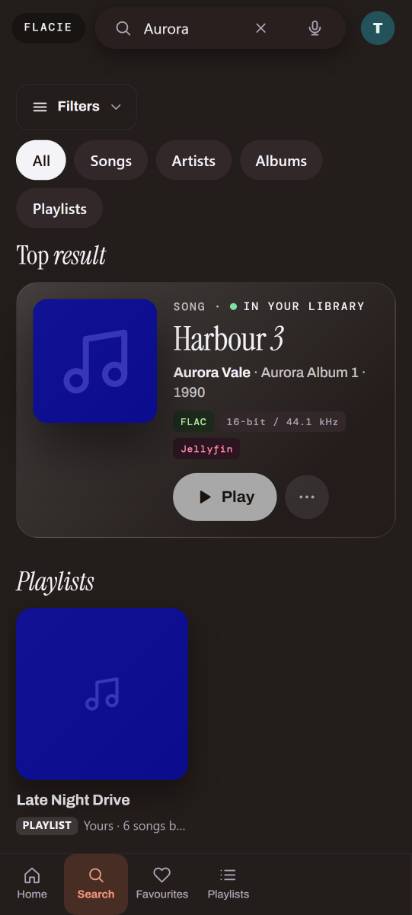 FLACIE
Aurora
T
Filters
All
Songs
Artists
Albums
Playlists
Top result
SONG · IN YOUR LIBRARY
Harbour 3
Aurora Vale · Aurora Album 1 ·
1990
FLAC 16-bit / 44.1 kHz
Jellyfin
Play
Playlists
Late Night Drive
PLAYLIST Yours · 6 songs b...
Home
Search
Favourites
Playlists